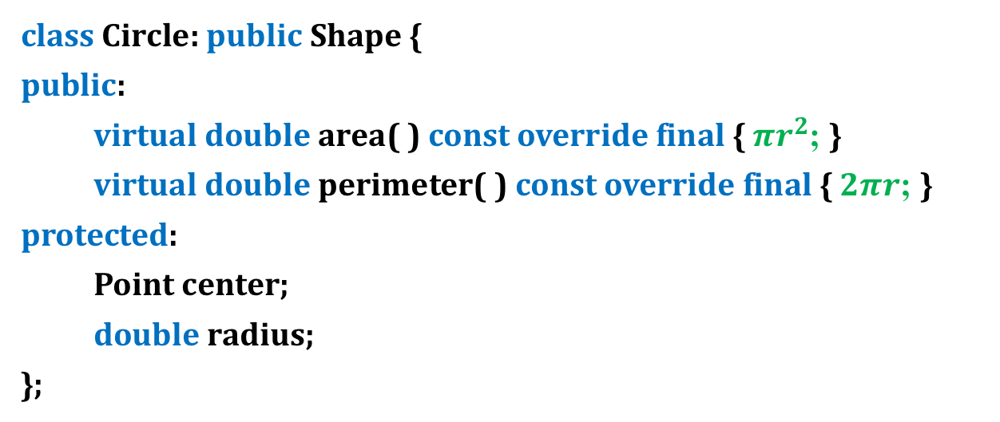 class Circle: public Shape {
public:
virtual double area( ) const override final { πr²; }
virtual double perimeter( ) const override final { 2πr; }
protected:
Point center;
double radius;
};